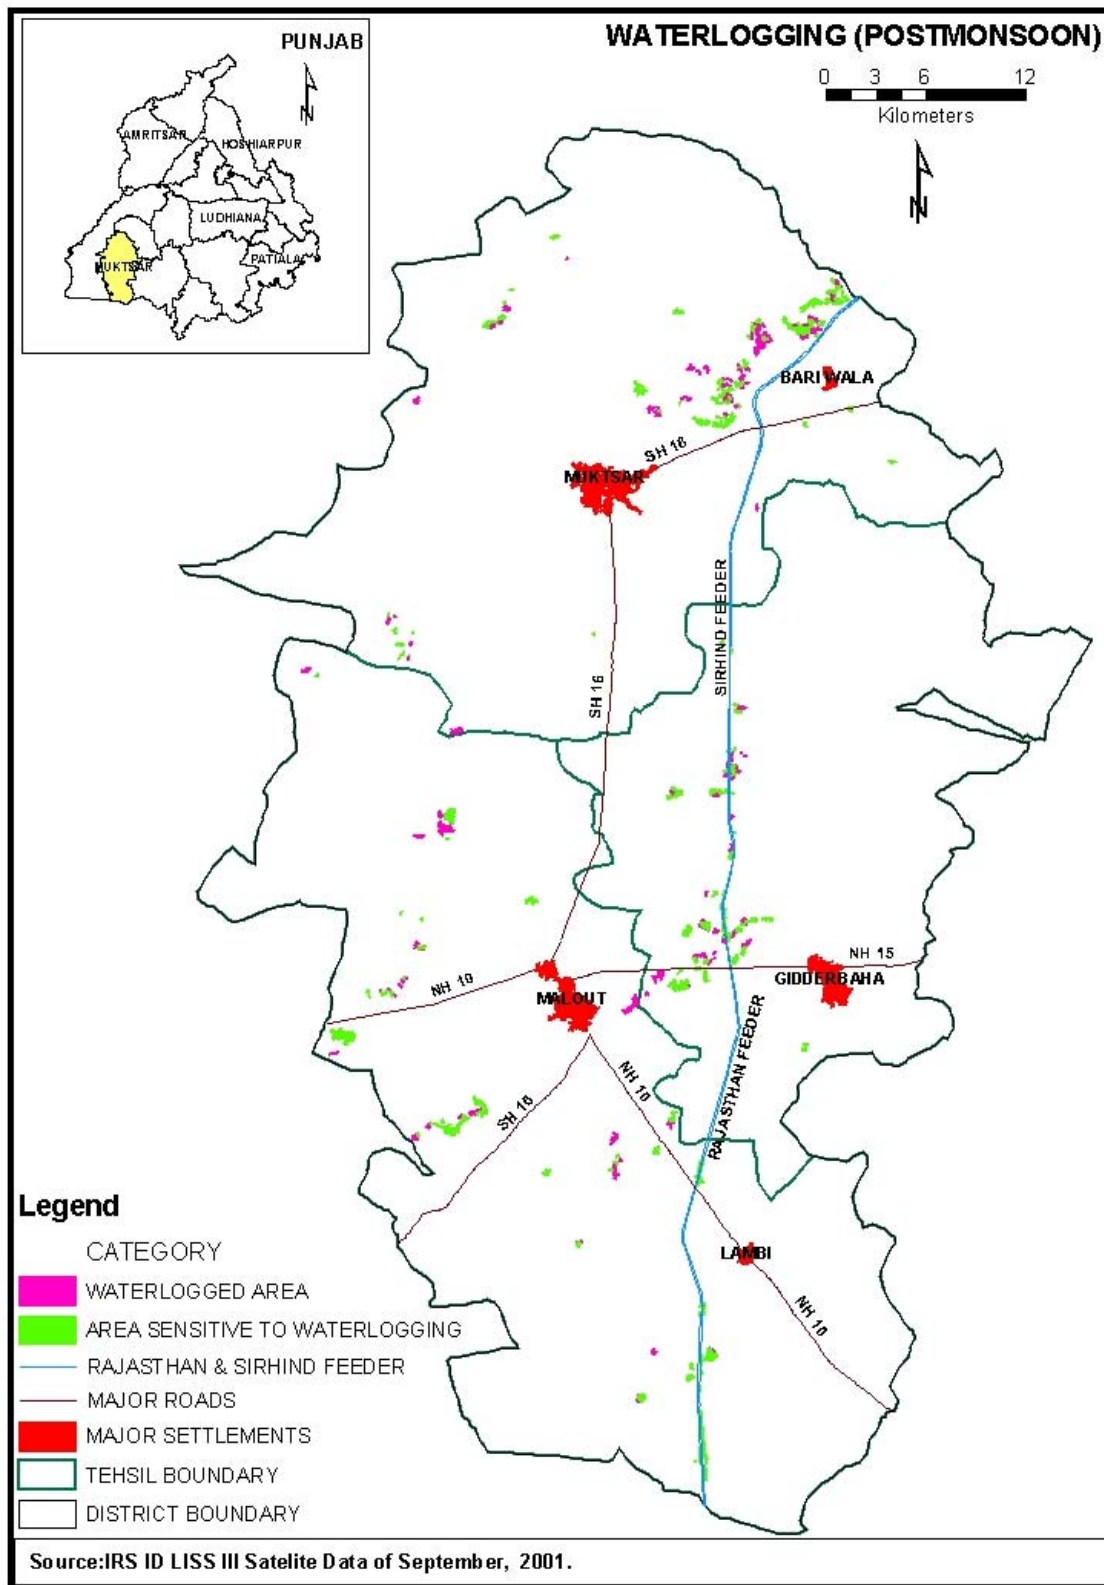 PUNJAB
N
AMRITSAR
HOSHIARPUR
LUDHIANA
PATIALA
MUKTSAR
WATERLOGGING (POSTMONSOON)
0 3 6 12
Kilometers
N
BARIWALA
SH 16
MUKTSAR
SIRHIND FEEDER
SH 16
NH 15
NH 10
GIDDERBAHA
MALOUT
RAJASTHAN FEEDER
NH 10
LAMBI
NH 10
Legend
CATEGORY
WATERLOGGED AREA
AREA SENSITIVE TO WATERLOGGING
RAJASTHAN & SIRHIND FEEDER
MAJOR ROADS
MAJOR SETTLEMENTS
TEHSIL BOUNDARY
DISTRICT BOUNDARY
Source:IRS ID LISS III Satelite Data of September, 2001.